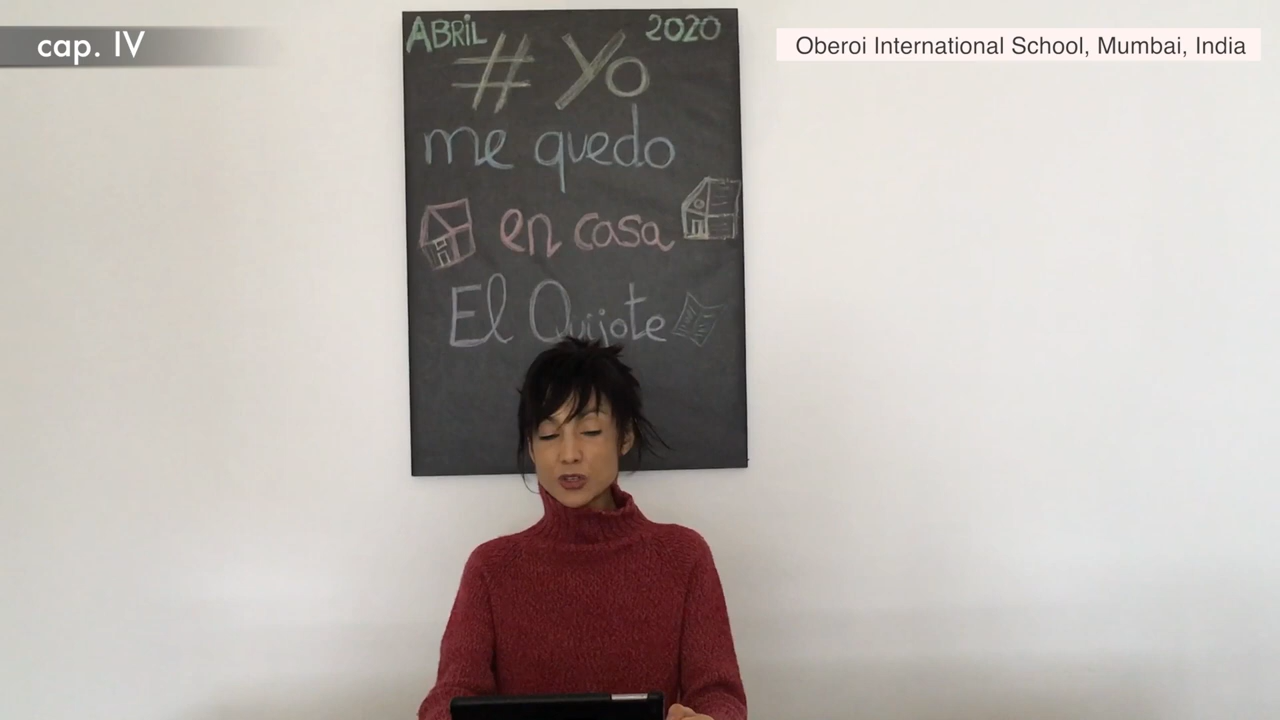 cap. IV
Oberoi International School, Mumbai, India
ABRiL 2020
# Yo
me quedo
en casa
El Quijote